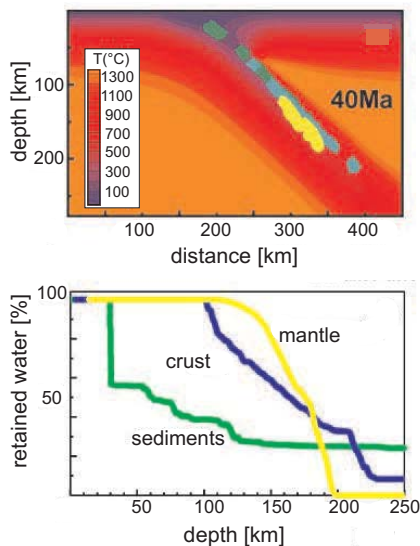 T(°C)
1300
1100
900
700
500
300
100
40Ma
depth [km]
100
200
100 200 300 400
distance [km]
retained water [%]
100
50
mantle
crust
sediments
50 100 150 200 250
depth [km]